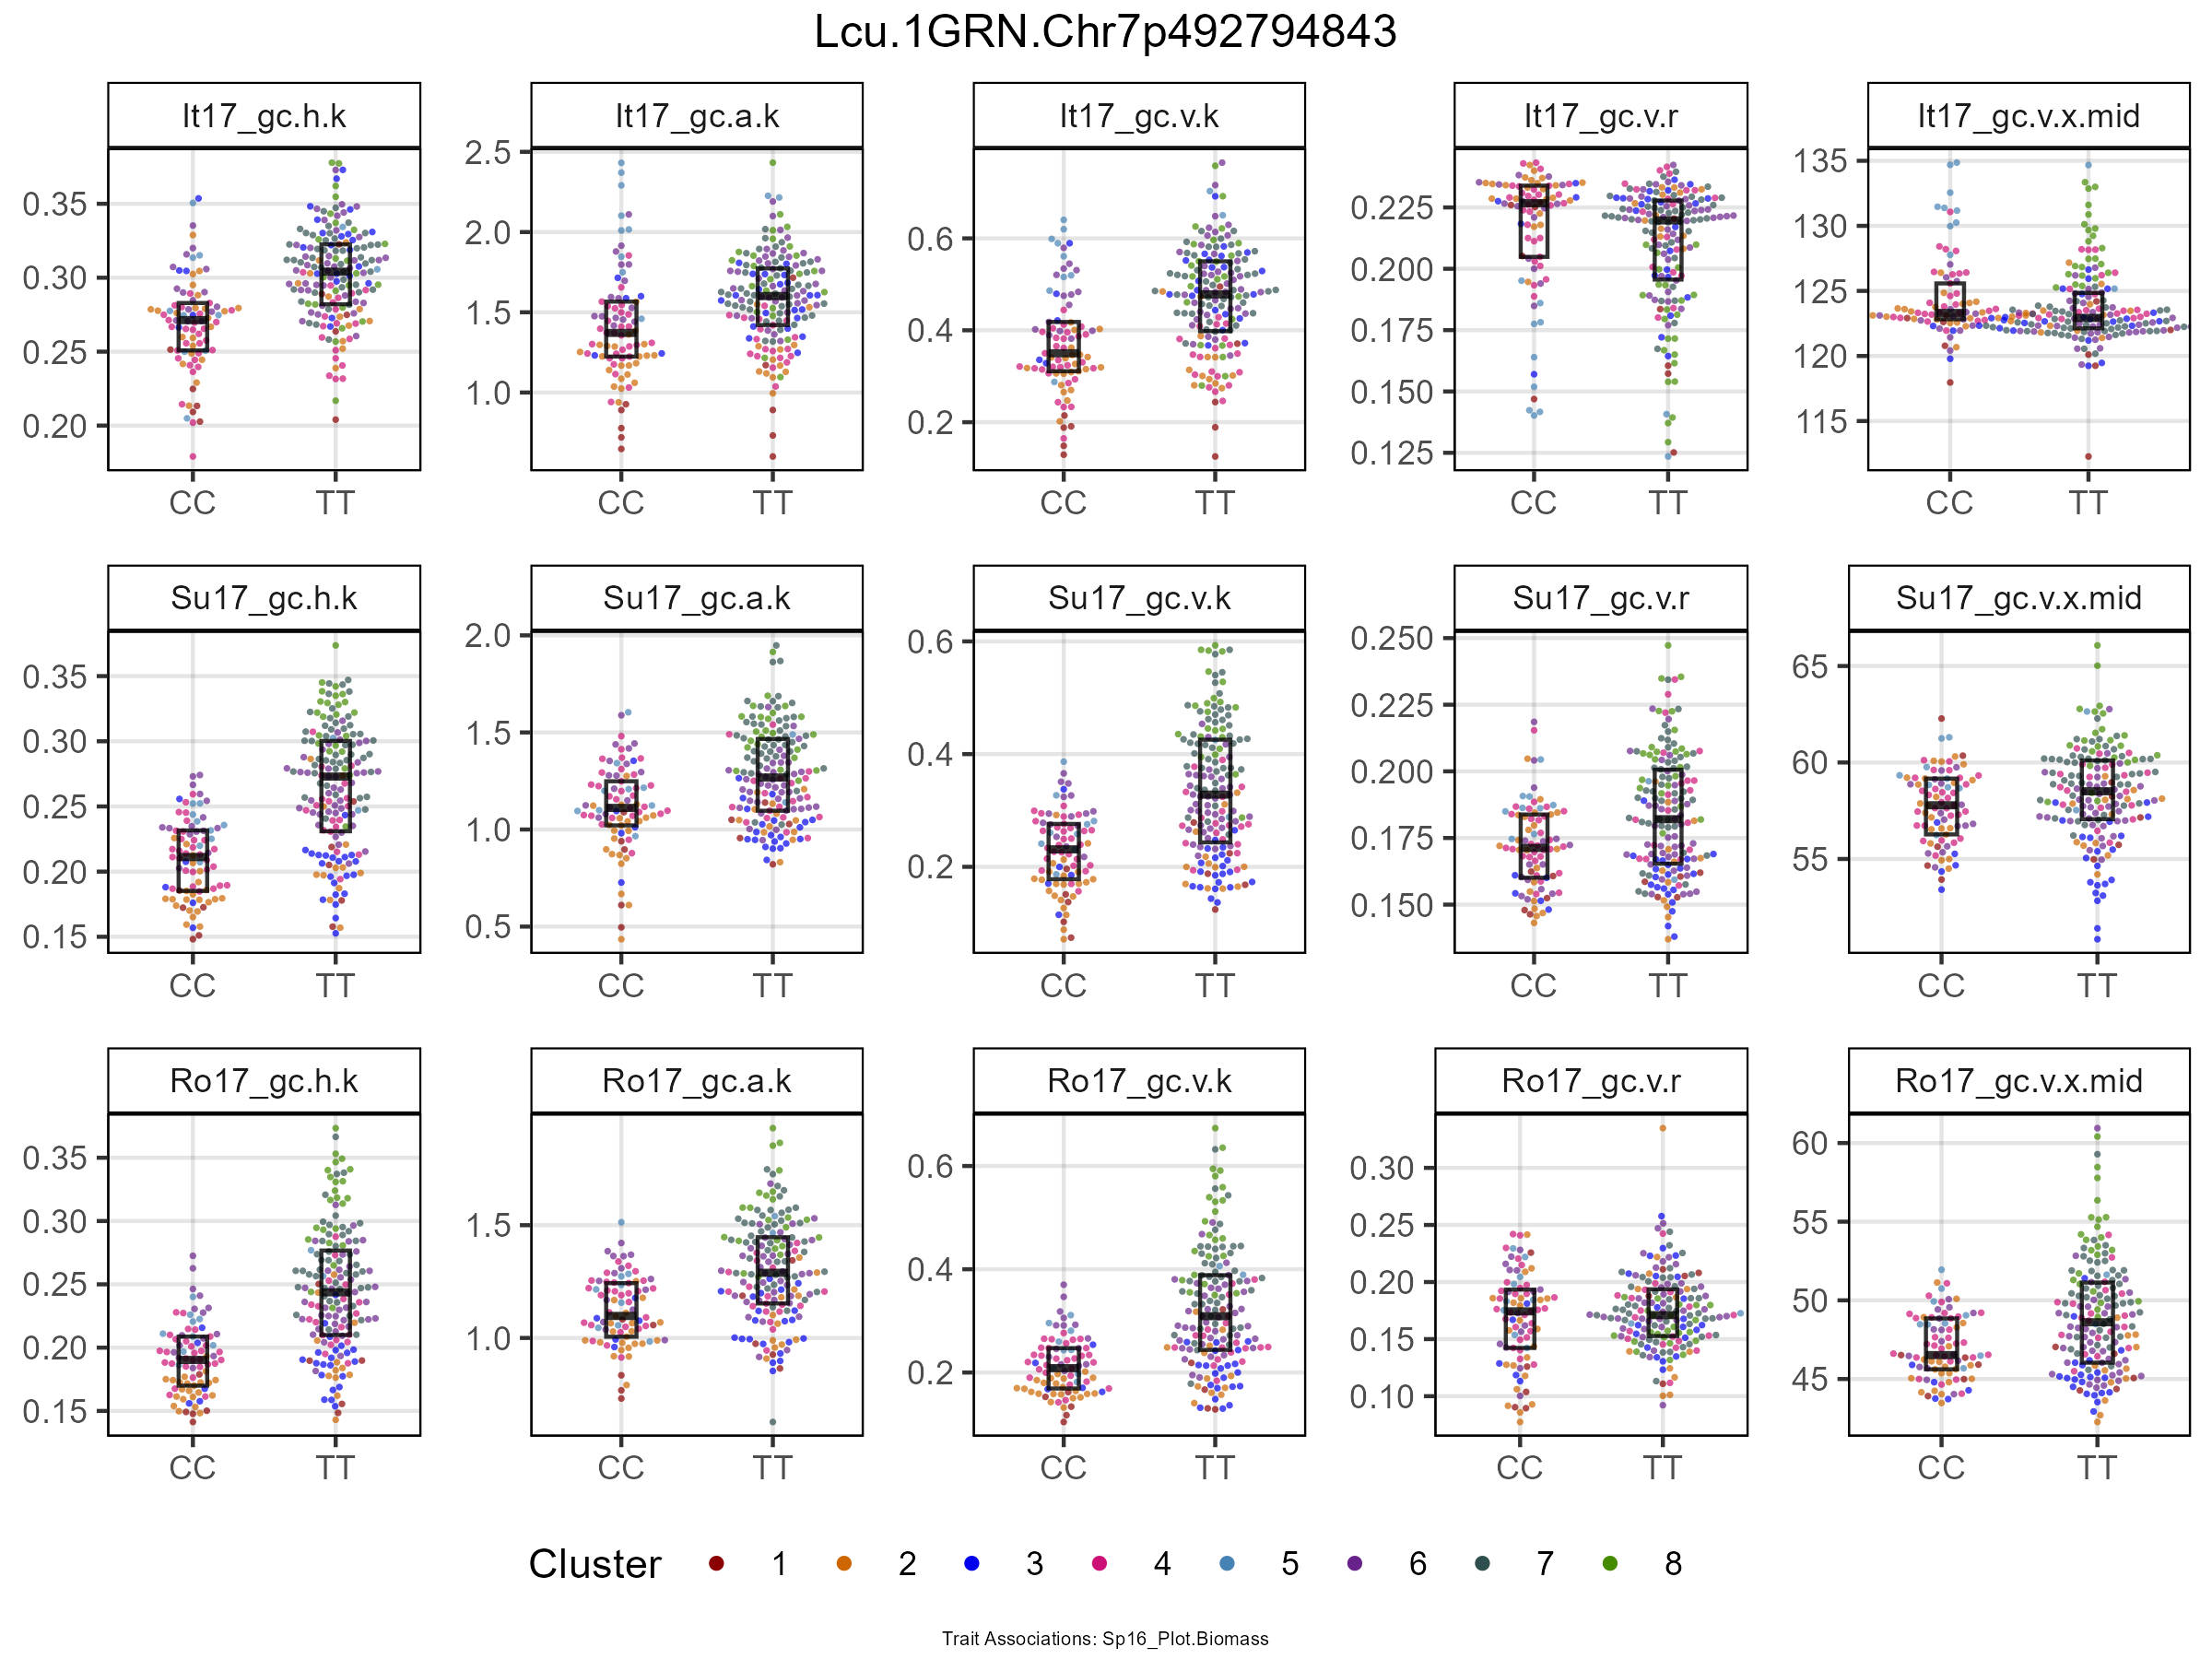 Lcu.1GRN.Chr7p492794843
It17_gc.h.k
It17_gc.a.k
It17_gc.v.k
It17_gc.v.r
It17_gc.v.x.mid
0.35
0.30
0.25
0.20
2.5
2.0
1.5
1.0
0.6
0.4
0.2
0.225
0.200
0.175
0.150
0.125
135
130
125
120
115
CC TT
CC TT
CC TT
CC TT
CC TT
Su17_gc.h.k
Su17_gc.a.k
Su17_gc.v.k
Su17_gc.v.r
Su17_gc.v.x.mid
0.35
0.30
0.25
0.20
0.15
2.0
1.5
1.0
0.5
0.6
0.4
0.2
0.250
0.225
0.200
0.175
0.150
65
60
55
CC TT
CC TT
CC TT
CC TT
CC TT
Ro17_gc.h.k
Ro17_gc.a.k
Ro17_gc.v.k
Ro17_gc.v.r
Ro17_gc.v.x.mid
0.35
0.30
0.25
0.20
0.15
1.5
1.0
0.6
0.4
0.2
0.30
0.25
0.20
0.15
0.10
60
55
50
45
CC TT
CC TT
CC TT
CC TT
CC TT
Cluster 1 2 3 4 5 6 7 8
Trait Associations: Sp16_Plot.Biomass